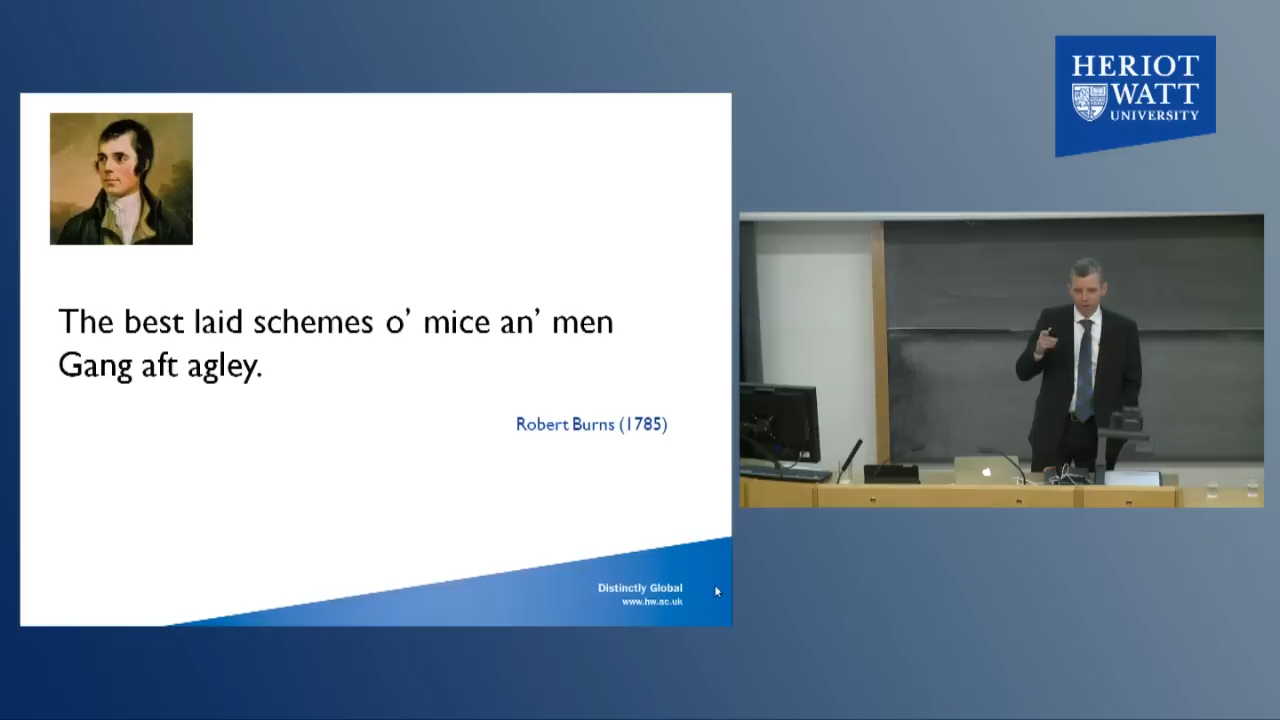 The best laid schemes o’ mice an’ men
Gang aft agley.
Robert Burns (1785)
Distinctly Global
www.hw.ac.uk
HERIOT
WATT
UNIVERSITY